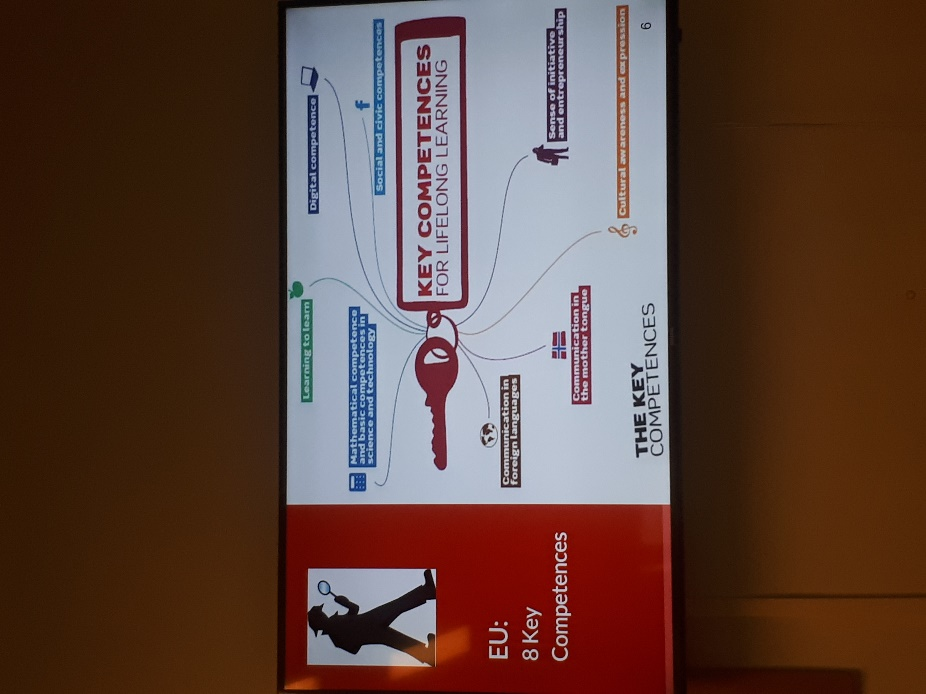 EU:
8 Key
Competences
Learning to learn
Digital competence
Mathematical competence
and basic competences in
science and technology
Social and civic competences
f
KEY COMPETENCES
FOR LIFELONG LEARNING
Communication in
foreign languages
Sense of initiative
and entrepreneurship
Communication in
the mother tongue
Cultural awareness and expression
THE KEY
COMPETENCES
6